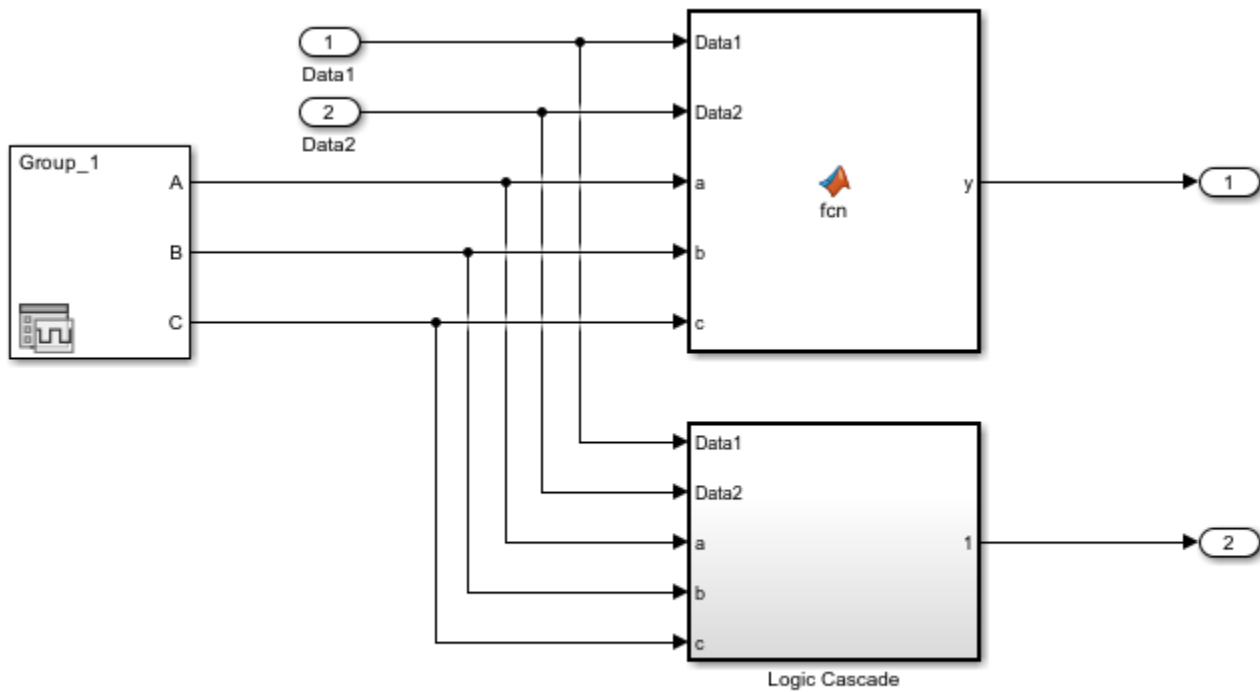 1
Data1
2
Data2
Group_1
A
B
C
Data1
Data2
a
b
c
fcn
y
1
Data1
Data2
a
b
c
1
2
Logic Cascade